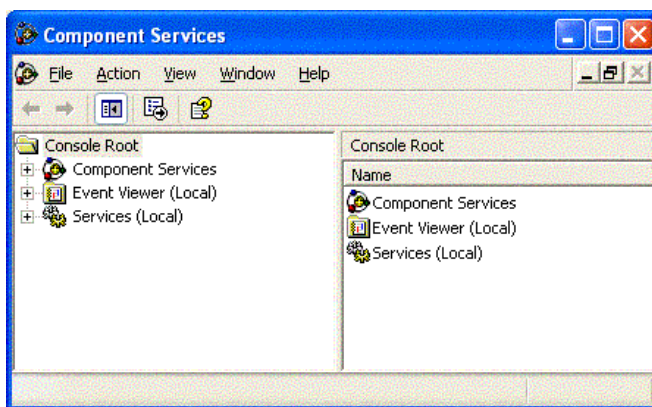 Component Services
File Action View Window Help
Console Root
Component Services
Event Viewer (Local)
Services (Local)
Console Root
Name
Component Services
Event Viewer (Local)
Services (Local)